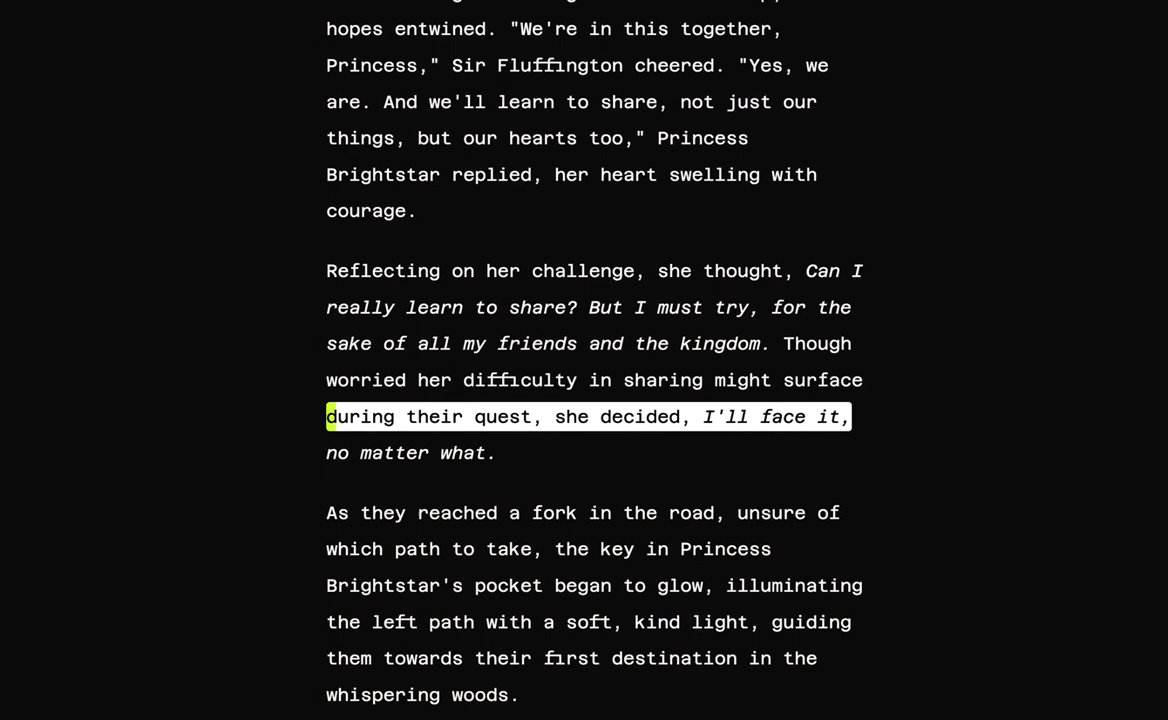 hopes entwined. "We're in this together,
Princess," Sir Fluffington cheered. "Yes, we
are. And we'll learn to share, not just our
things, but our hearts too," Princess
Brightstar replied, her heart swelling with
courage.
Reflecting on her challenge, she thought, Can I
really learn to share? But I must try, for the
sake of all my friends and the kingdom. Though
worried her difficulty in sharing might surface
during their quest, she decided, I'll face it,
no matter what.
As they reached a fork in the road, unsure of
which path to take, the key in Princess
Brightstar's pocket began to glow, illuminating
the left path with a soft, kind light, guiding
them towards their first destination in the
whispering woods.